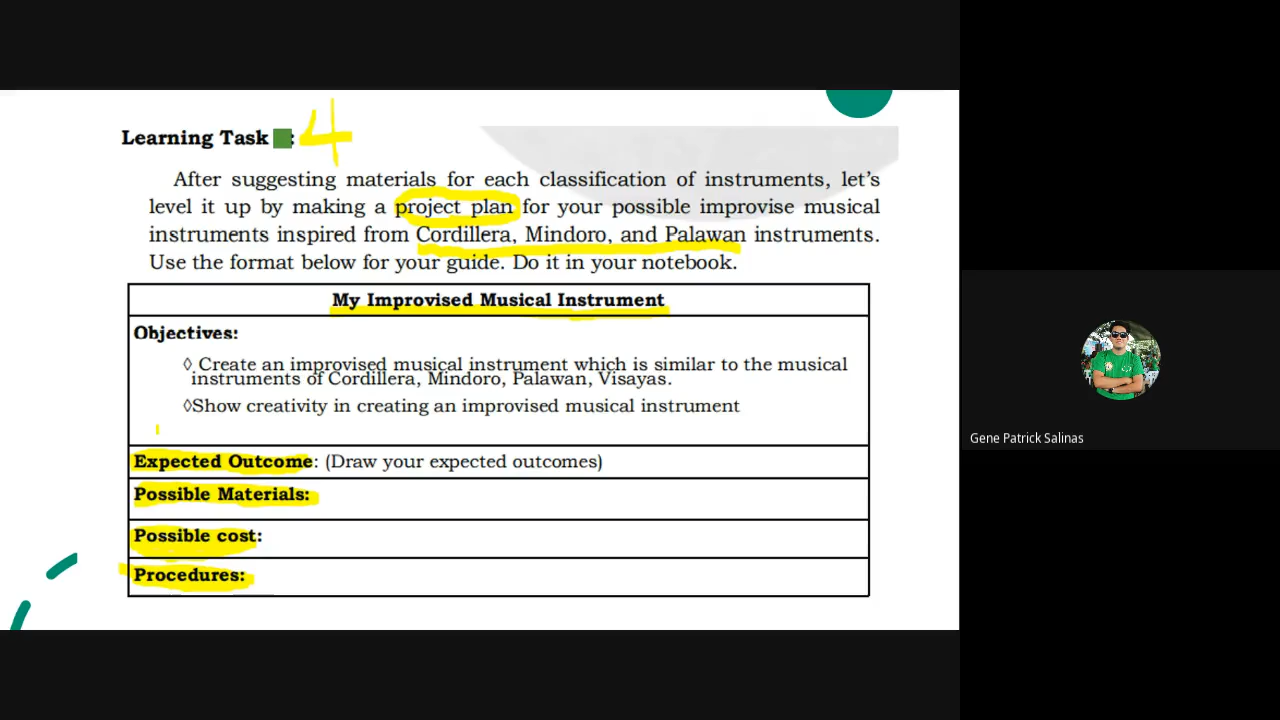 Learning Task : 4
After suggesting materials for each classification of instruments, let's
level it up by making a project plan for your possible improvise musical
instruments inspired from Cordillera, Mindoro, and Palawan instruments.
Use the format below for your guide. Do it in your notebook.
My Improvised Musical Instrument
Objectives:
◊ Create an improvised musical instrument which is similar to the musical
instruments of Cordillera, Mindoro, Palawan, Visayas.
◊Show creativity in creating an improvised musical instrument
Expected Outcome: (Draw your expected outcomes)
Possible Materials:
Possible cost:
Procedures:
Gene Patrick Salinas